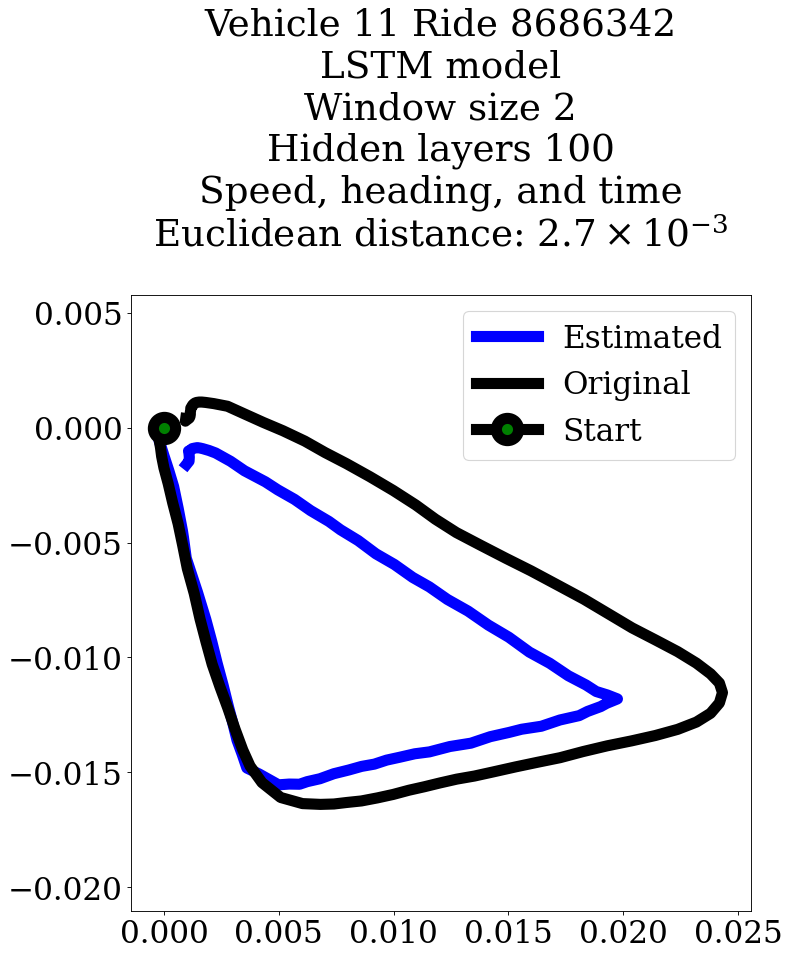 Vehicle 11 Ride 8686342
LSTM model
Window size 2
Hidden layers 100
Speed, heading, and time
Euclidean distance: 2.7 × 10⁻³
Estimated
Original
Start
0.005
0.000
−0.005
−0.010
−0.015
−0.020
0.000 0.005 0.010 0.015 0.020 0.025